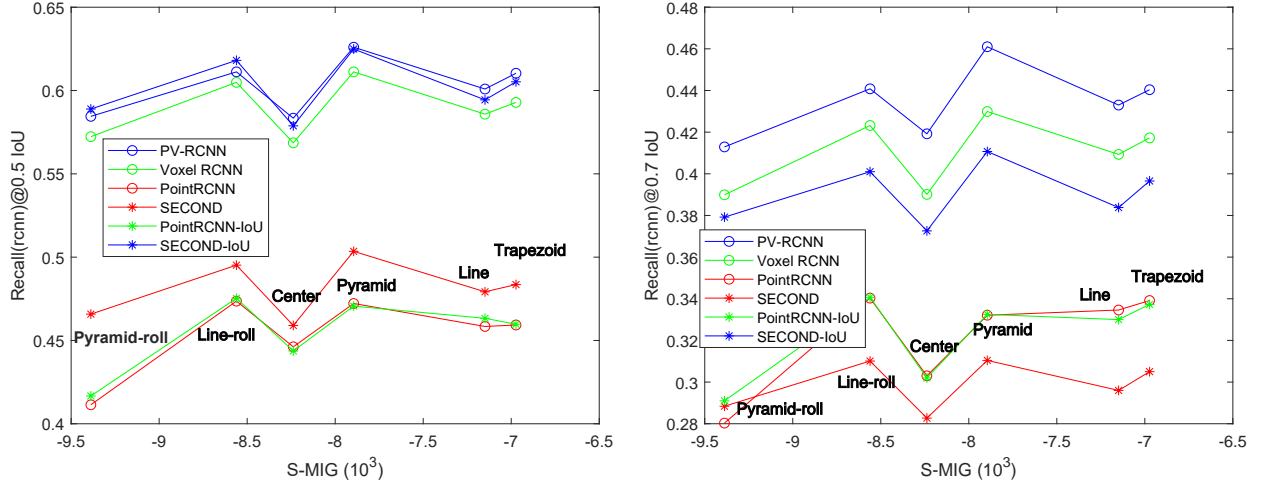 0.65
0.6
0.55
0.5
0.45
0.4
Recall(rcnn)@0.5 IoU
PV-RCNN
Voxel RCNN
PointRCNN
SECOND
PointRCNN-IoU
SECOND-IoU
Pyramid-roll
Line-roll
Center
Pyramid
Line
Trapezoid
-9.5
-9
-8.5
-8
-7.5
-7
-6.5
S-MIG (10^3)
0.48
0.46
0.44
0.42
0.4
0.38
0.36
0.34
0.32
0.3
0.28
Recall(rcnn)@0.7 IoU
PV-RCNN
Voxel RCNN
PointRCNN
SECOND
PointRCNN-IoU
SECOND-IoU
Pyramid-roll
Line-roll
Center
Pyramid
Line
Trapezoid
-9.5
-9
-8.5
-8
-7.5
-7
-6.5
S-MIG (10^3)